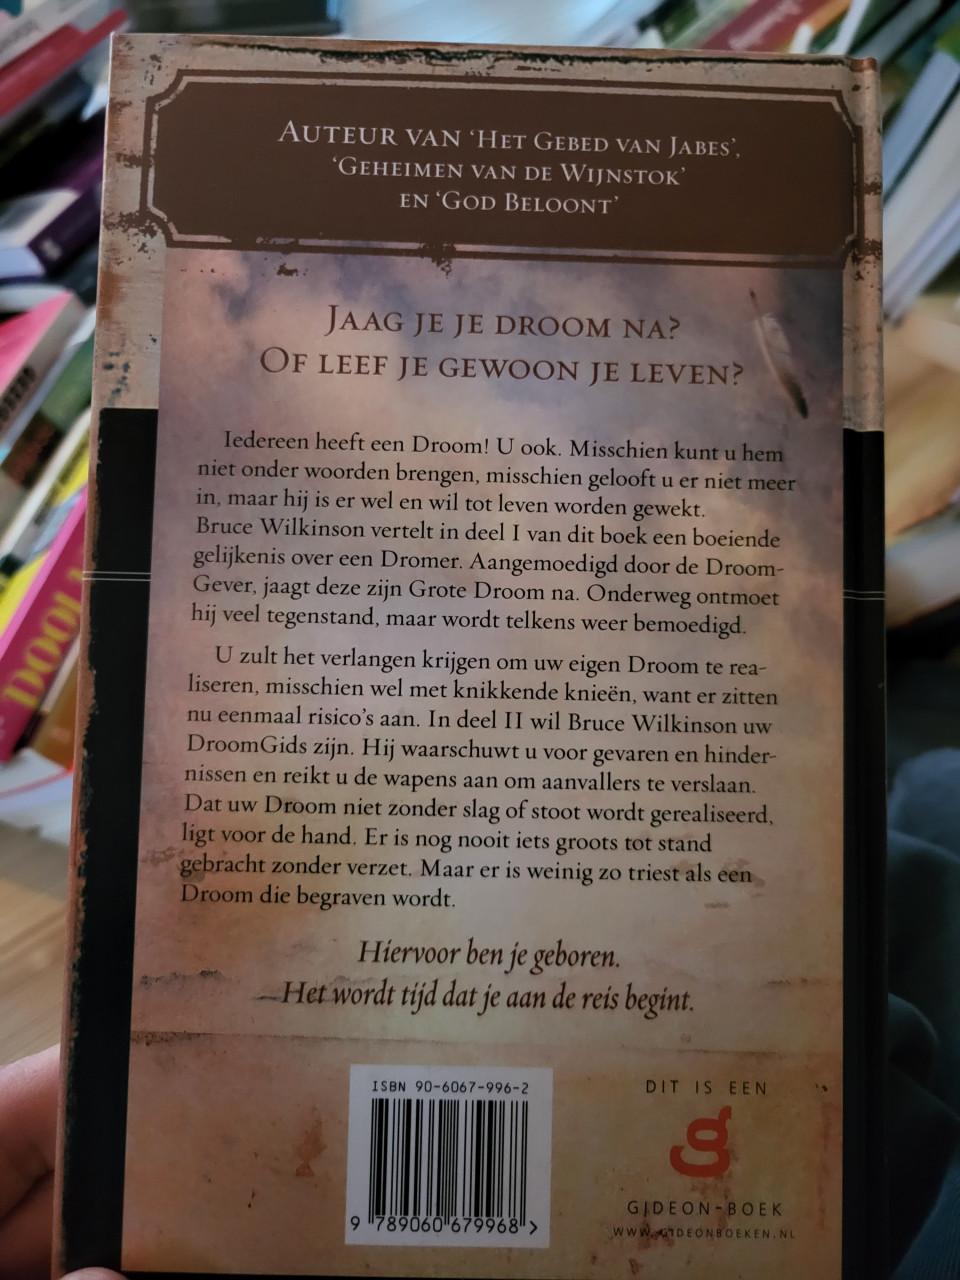 Auteur van ‘Het Gebed van Jabes’,
‘Geheimen van de Wijnstok’
en ‘God Beloont’
Jaag je je droom na?
Of leef je gewoon je leven?
Iedereen heeft een Droom! U ook. Misschien kunt u hem
niet onder woorden brengen, misschien gelooft u er niet meer
in, maar hij is er wel en wil tot leven worden gewekt.
Bruce Wilkinson vertelt in deel I van dit boek een boeiende
gelijkenis over een Dromer. Aangemoedigd door de Droom-
Gever, jaagt deze zijn Grote Droom na. Onderweg ontmoet
hij veel tegenstand, maar wordt telkens weer bemoedigd.
U zult het verlangen krijgen om uw eigen Droom te rea-
liseren, misschien wel met knikkende knieën, want er zitten
nu eenmaal risico’s aan. In deel II wil Bruce Wilkinson uw
DroomGids zijn. Hij waarschuwt u voor gevaren en hinder-
nissen en reikt u de wapens aan om aanvallers te verslaan.
Dat uw Droom niet zonder slag of stoot wordt gerealiseerd,
ligt voor de hand. Er is nog nooit iets groots tot stand
gebracht zonder verzet. Maar er is weinig zo triest als een
Droom die begraven wordt.
Hiervoor ben je geboren.
Het wordt tijd dat je aan de reis begint.
ISBN 90-6067-996-2
9 789060 679968 >
DIT IS EEN
g
GIDEON-BOEK
WWW.GIDEONBOEKEN.NL